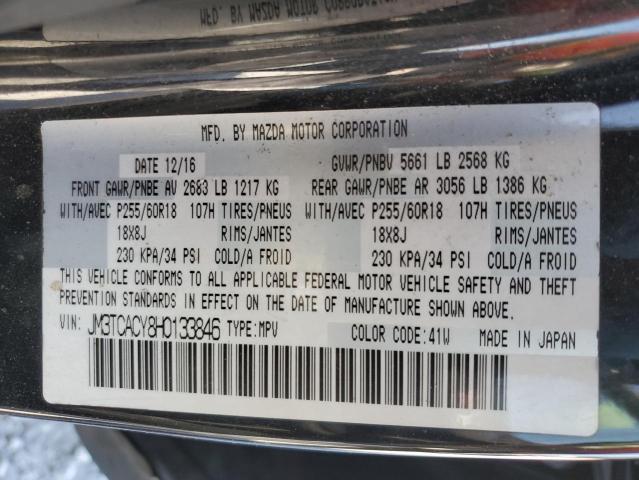 MFD. BY MAZDA MOTOR CORPORATION
DATE 12/16 GVWR/PNBV 5661 LB 2568 KG
FRONT GAWR/PNBE AV 2683 LB 1217 KG REAR GAWR/PNBE AR 3056 LB 1386 KG
WITH/AVEC P255/60R18 107H TIRES/PNEUS WITH/AVEC P255/60R18 107H TIRES/PNEUS
18X8J RIMS/JANTES 18X8J RIMS/JANTES
230 KPA/34 PSI COLD/A FROID 230 KPA/34 PSI COLD/A FROID
THIS VEHICLE CONFORMS TO ALL APPLICABLE FEDERAL MOTOR VEHICLE SAFETY AND THEFT
PREVENTION STANDARDS IN EFFECT ON THE DATE OF MANUFACTURE SHOWN ABOVE.
VIN: JM3TCACY8H0133846 TYPE:MPV COLOR CODE:41W MADE IN JAPAN